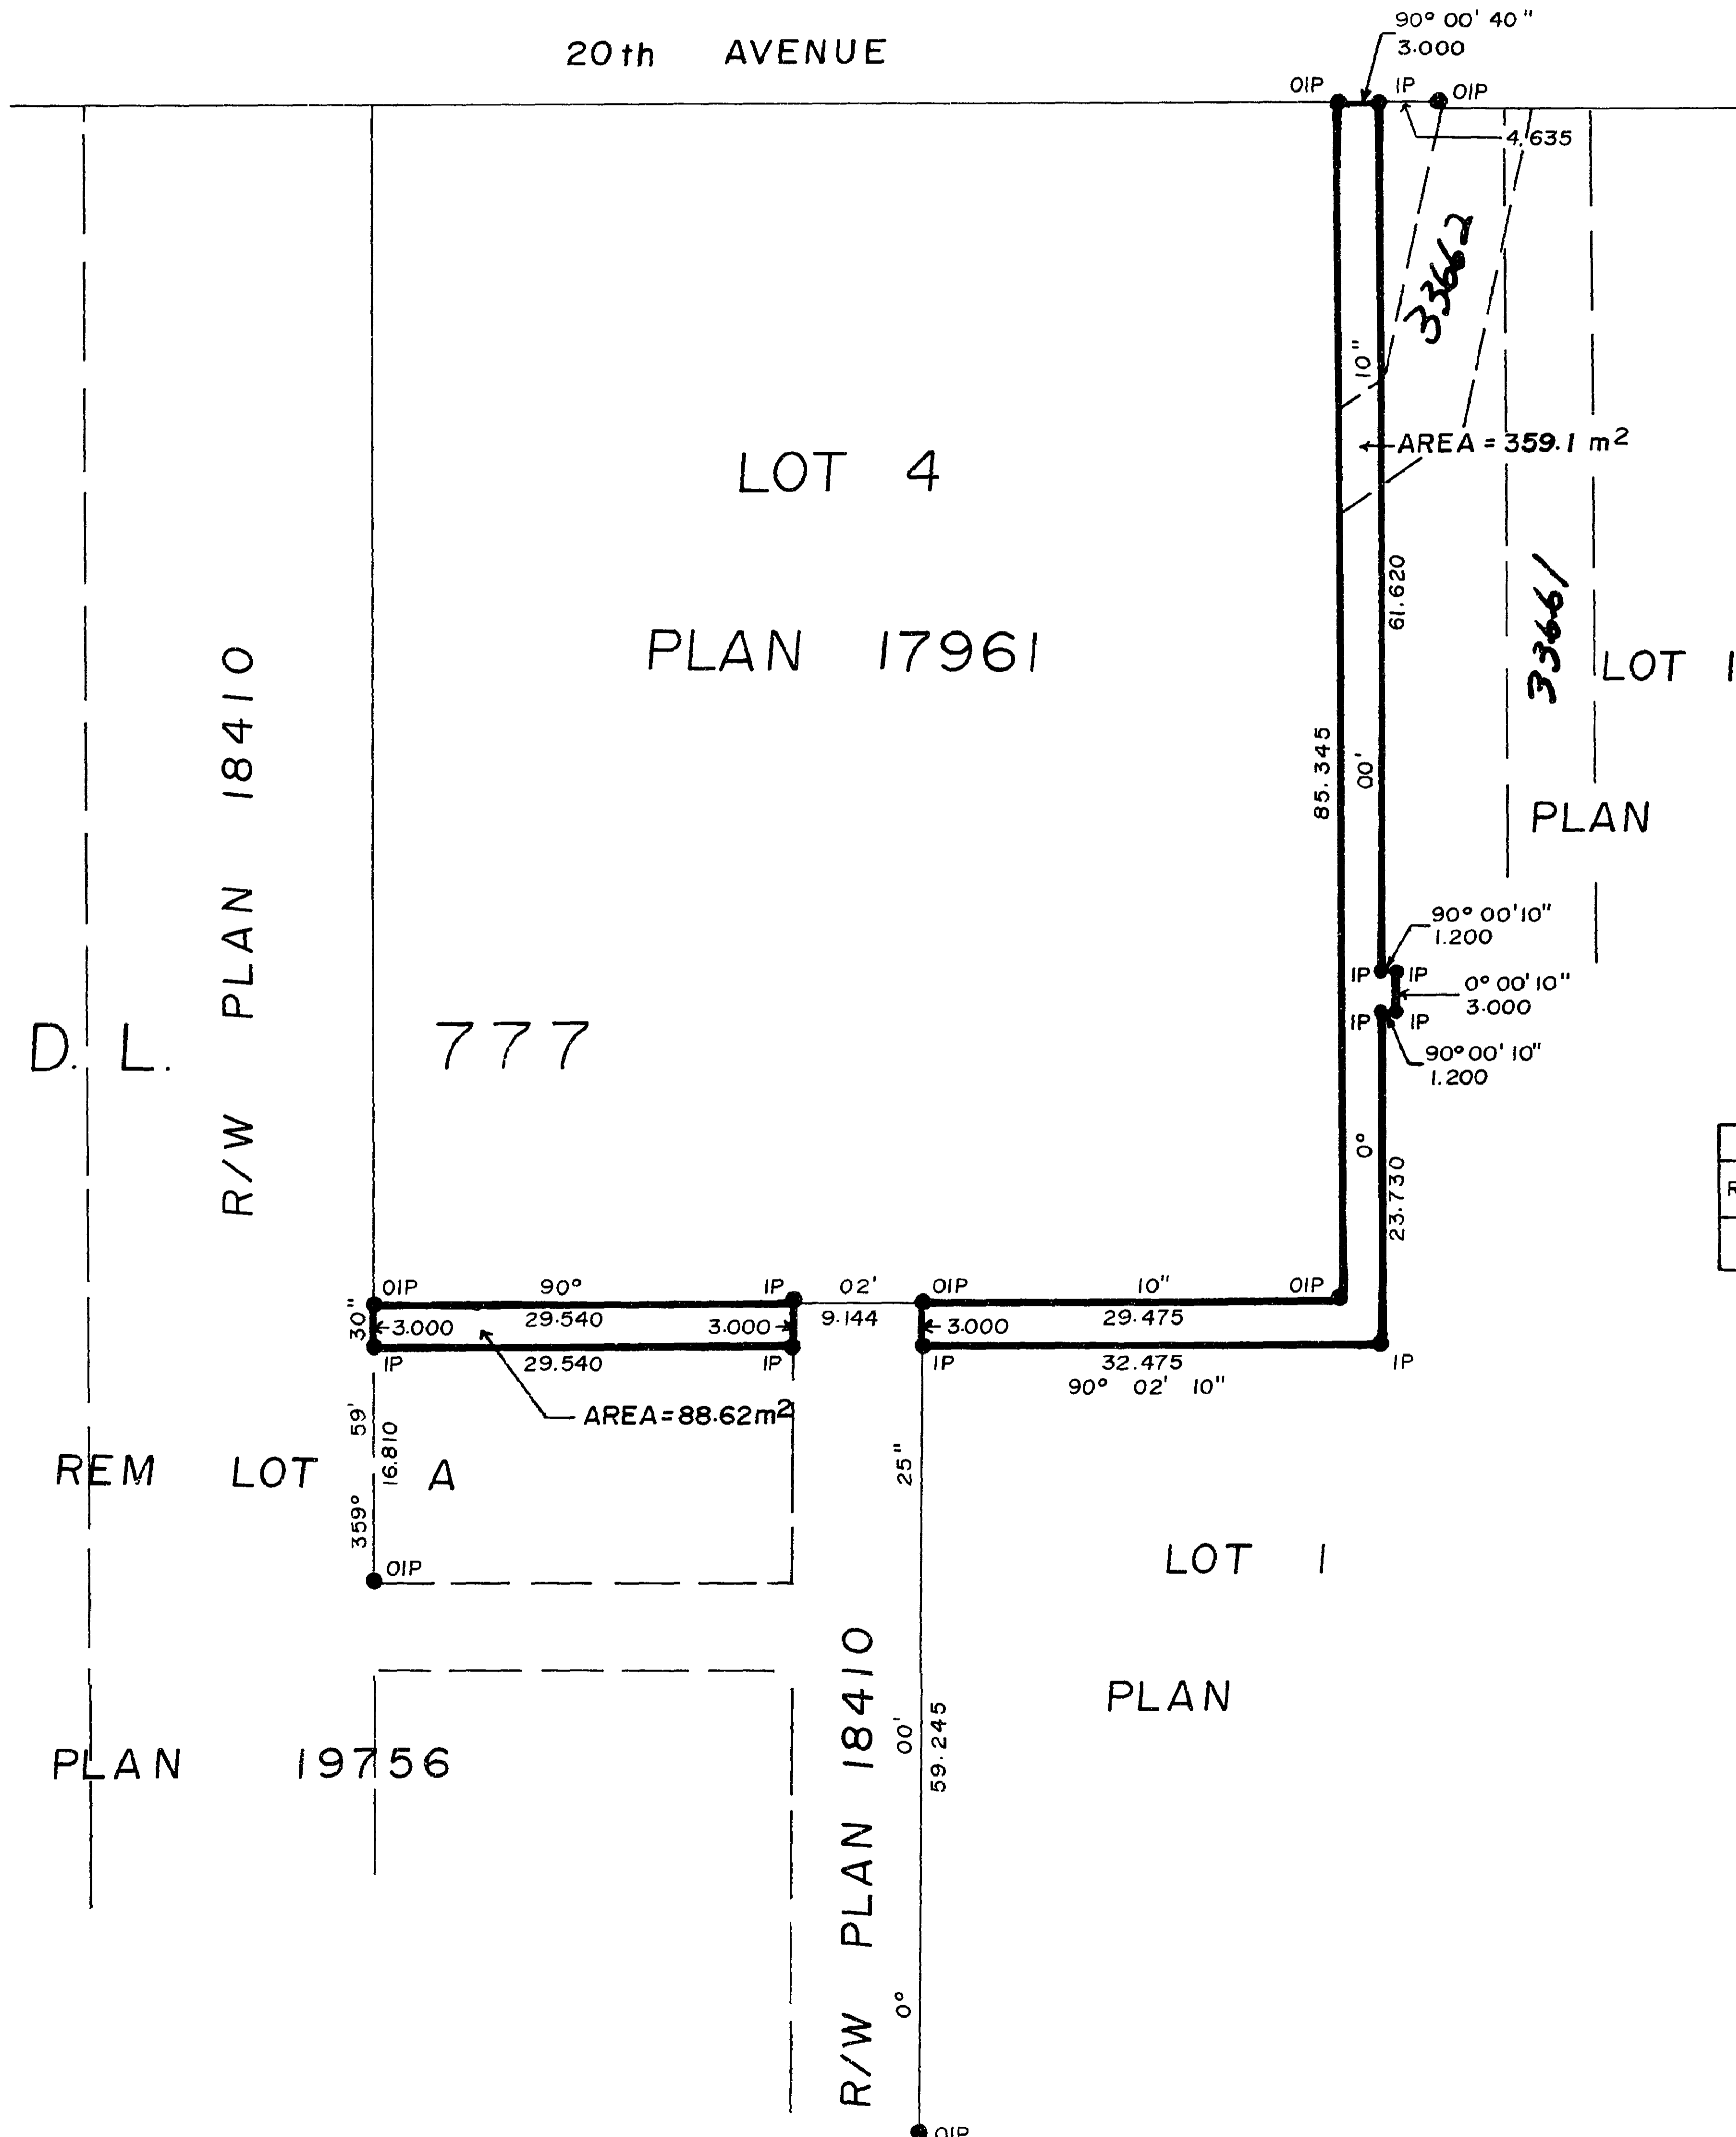 20th AVENUE
90° 00' 40"
3.000
OIP
IP
OIP
4.635
33662
10"
AREA = 359.1 m²
LOT 4
61.620
33661
PLAN 17961
LOT 1
R/W PLAN 18410
85.345
00'
PLAN
90° 00' 10"
1.200
IP
IP
0° 00' 10"
3.000
IP
IP
D. L. 777
90° 00' 10"
1.200
0°
23.730
OIP 90° IP 02' OIP 10" OIP
30"
3.000
29.540
3.000
9.144
3.000
29.475
IP
29.540
IP
IP
32.475
IP
90° 02' 10"
AREA = 88.62 m²
59'
16.810
25"
REM LOT A
359°
OIP
LOT 1
R/W PLAN 18410
PLAN
00'
59.245
PLAN 19756
0°
OIP